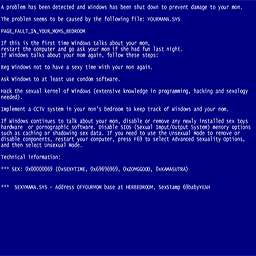 A problem has been detected and Windows has been shut down to prevent damage to your mom.
The problem seems to be caused by the following file: YOURMAMA.SYS
PAGE_FAULT_IN_YOUR_MOMS_BEDROOM
If this is the first time windows talks about your mom,
restart the computer and go ask your mom if she had fun last night.
If Windows talks about your mom again, follow these steps:
Beg Windows not to have a sexy time with your mom again.
Ask Windows to at least use condom software.
Hack the sexual kernel of Windows (extensive knowledge in programming, hacking and sexology
needed).
Implement a CCTV system in your mom's bedroom to keep track of Windows and your mom.
If Windows continues to talk about your mom, disable or remove any newly installed sex toys
hardware or pornographic software. Disable SIOS (Sexual Input/Output System) memory options
such as caching or shadowing sex data. If you need to use the Unsexual Mode to remove or
disable components, restart your computer, press F69 to select Advanced Sexuality Options,
and then select Unsexual Mode.
Technical information:
*** SEX: 0x00000069 (0xSEXYTIME, 0x69696969, 0xZOMGGOOD, 0xKAMASUTRA)
*** SEXYMAMA.SYS - Address OFYOURMOM base at HERBEDROOM, SexStamp 69babyYEAH